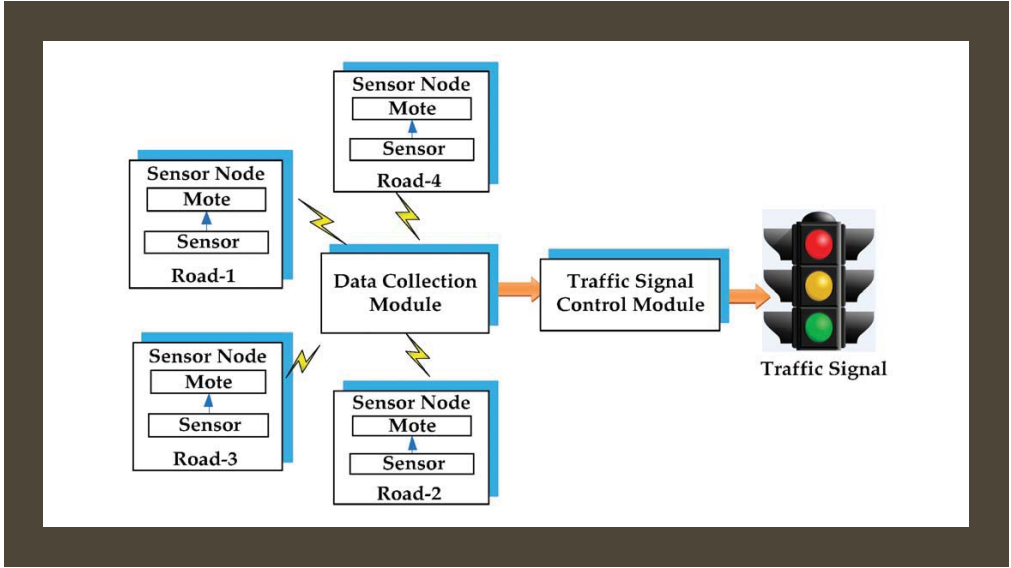 Sensor Node
Mote
Sensor
Road-4
Sensor Node
Mote
Sensor
Road-1
Data Collection
Module
Traffic Signal
Control Module
Traffic Signal
Sensor Node
Mote
Sensor
Road-3
Sensor Node
Mote
Sensor
Road-2